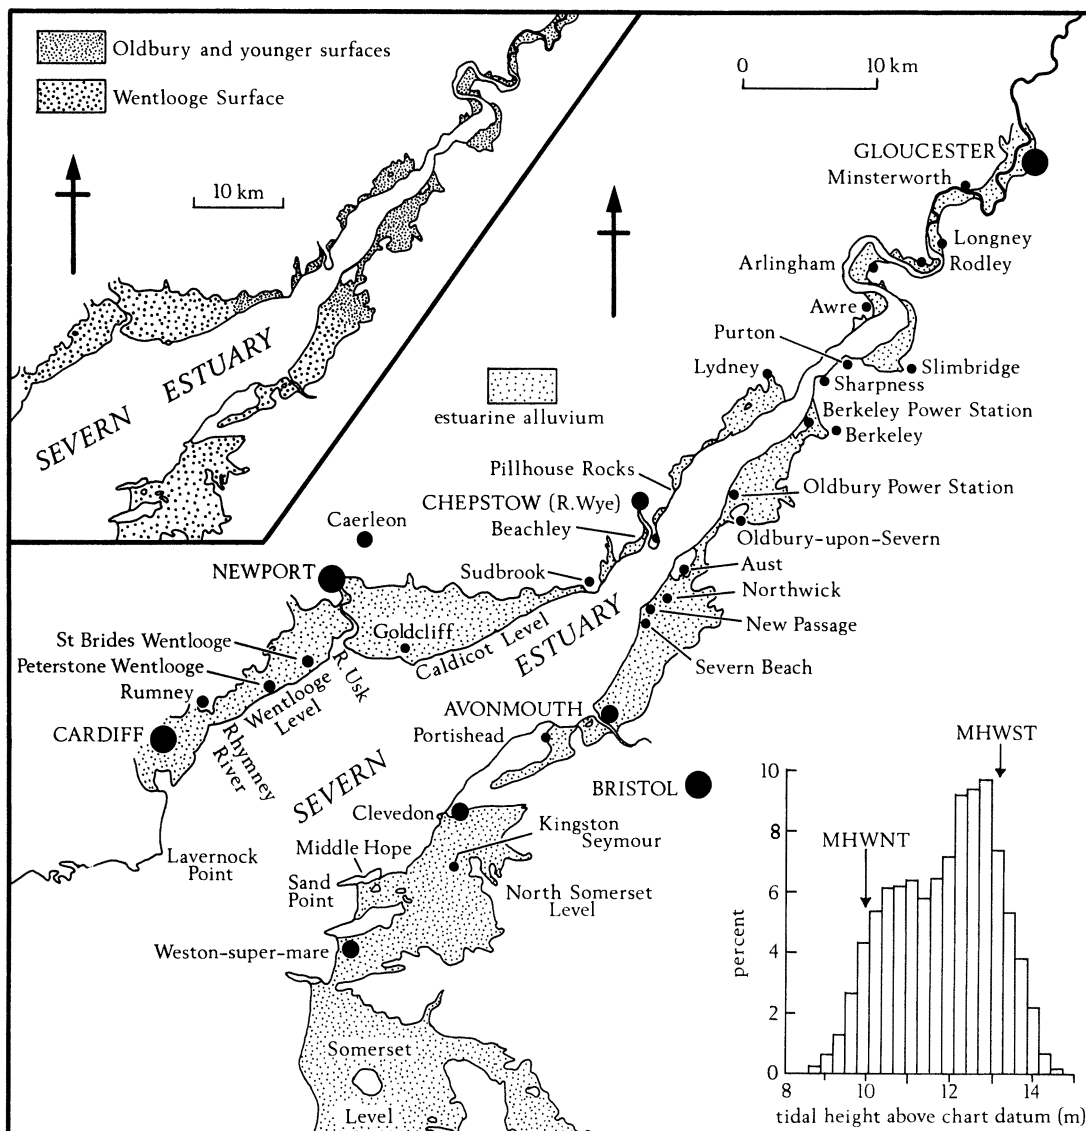 Oldbury and younger surfaces
Wentlooge Surface
10 km
SEVERN ESTUARY
0 10 km
GLOUCESTER
Minsterworth
Longney
Rodley
Arlingham
Awre
Purton
Lydney
Slimbridge
Sharpness
estuarine alluvium
Berkeley Power Station
Berkeley
Pillhouse Rocks
Oldbury Power Station
CHEPSTOW (R.Wye)
Beachley
Caerleon
Oldbury-upon-Severn
Aust
Sudbrook
NEWPORT
Northwick
New Passage
Goldcliff
St Brides Wentlooge
Severn Beach
Peterstone Wentlooge
Rumney
Caldicot Level
R. Usk
Wentlooge
Level
CARDIFF
Rhymney
River
SEVERN ESTUARY
AVONMOUTH
Portishead
BRISTOL
Clevedon
Kingston
Seymour
Lavernock
Point
Middle Hope
Sand
Point
North Somerset
Level
Weston-super-mare
Somerset
Level
MHWST
MHWNT
10
8
6
4
2
0
percent
8 10 12 14
tidal height above chart datum (m)